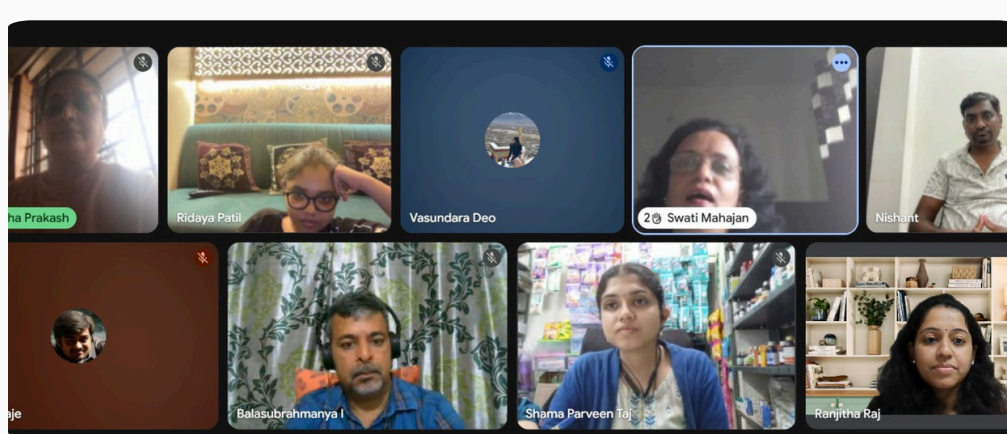 ha Prakash
Ridaya Patil
Vasundara Deo
2 Swati Mahajan
Nishant
aje
Balasubrahmanya I
Shama Parveen Taj
Ranjitha Raj